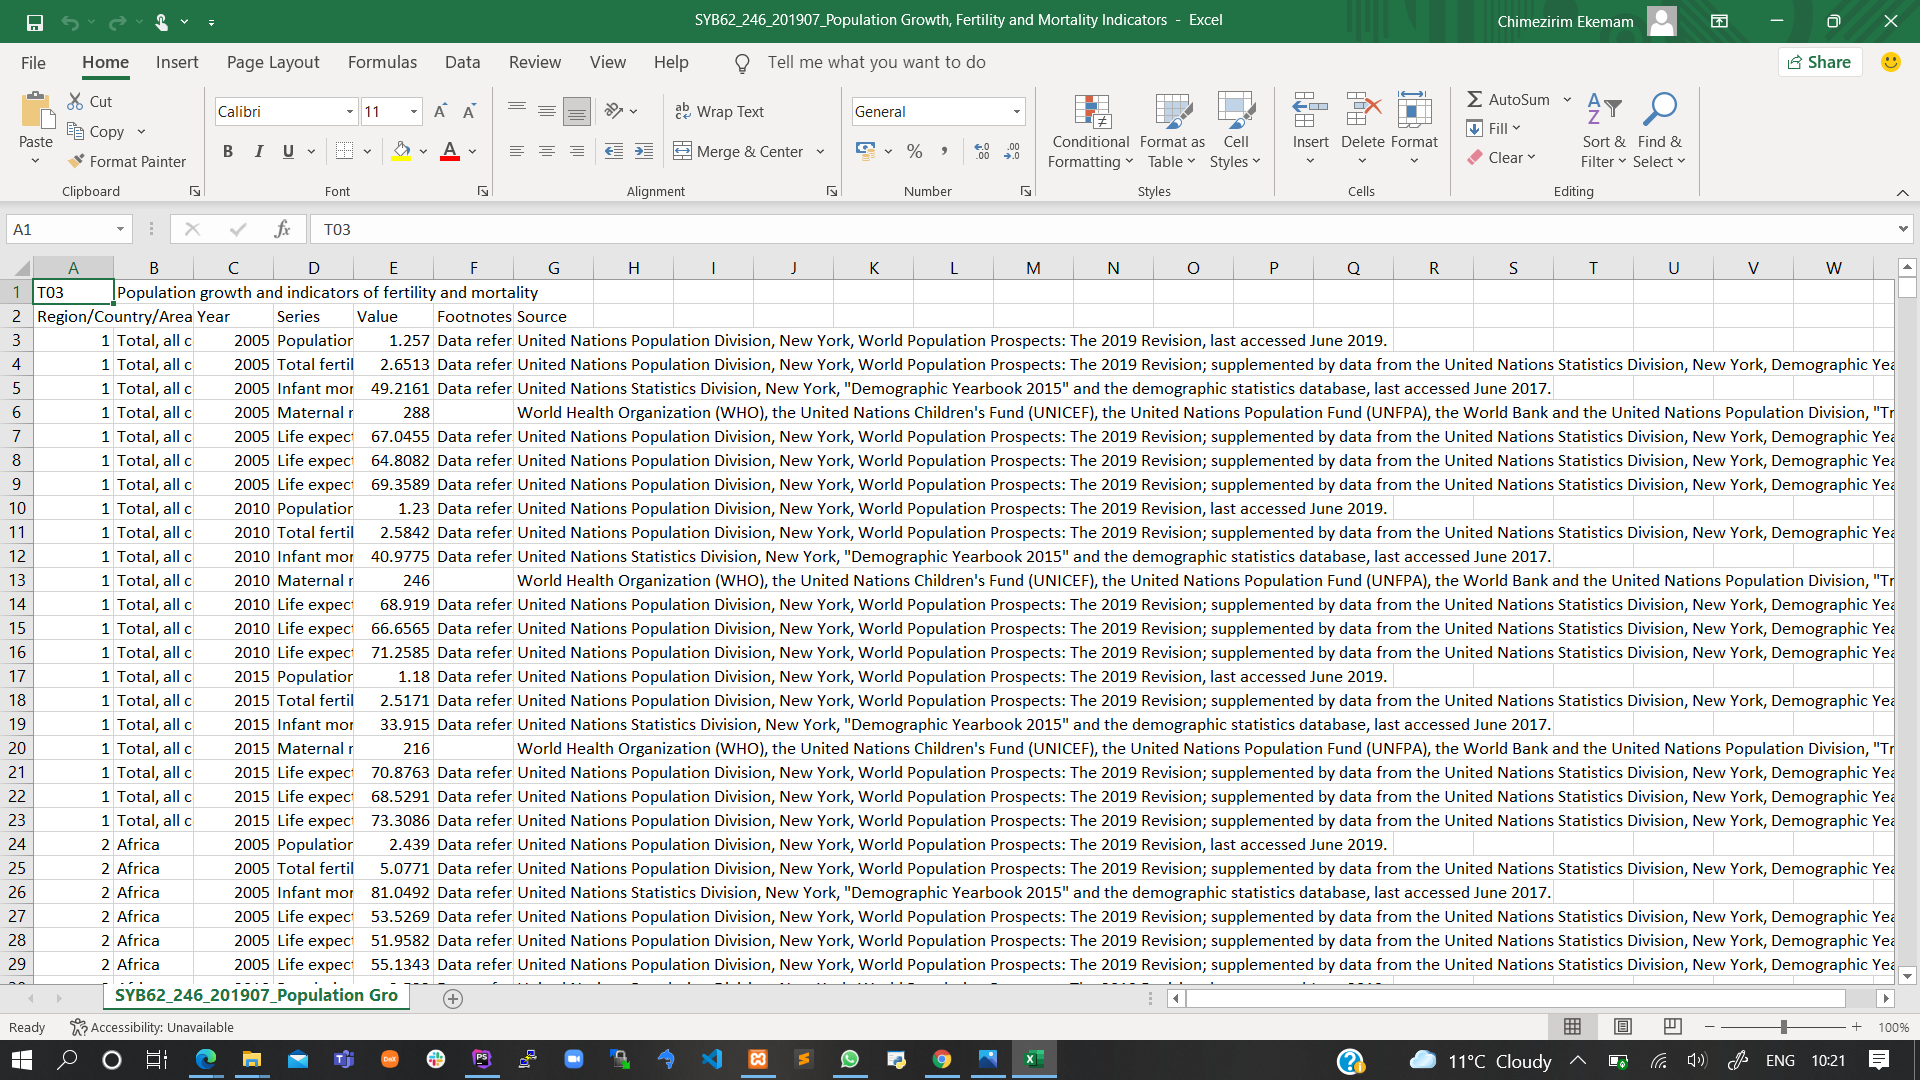 SYB62_246_201907_Population Growth, Fertility and Mortality Indicators - Excel
Chimezirim Ekemam
File Home Insert Page Layout Formulas Data Review View Help Tell me what you want to do Share
Paste
Cut
Copy
Format Painter
Clipboard
Calibri 11
B I U
Font
Wrap Text
Merge & Center
Alignment
General
Number
Conditional Formatting
Format as Table
Cell Styles
Styles
Insert Delete Format
Cells
AutoSum
Fill
Clear
Sort & Filter
Find & Select
Editing
A1 fx T03
A B C D E F G H I J K L M N O P Q R S T U V W
1 T03 Population growth and indicators of fertility and mortality
2 Region/Country/Area Year Series Value Footnotes Source
3 1 Total, all c 2005 Population 1.257 Data refer United Nations Population Division, New York, World Population Prospects: The 2019 Revision, last accessed June 2019.
4 1 Total, all c 2005 Total fertil 2.6513 Data refer United Nations Population Division, New York, World Population Prospects: The 2019 Revision; supplemented by data from the United Nations Statistics Division, New York, Demographic Yea
5 1 Total, all c 2005 Infant mor 49.2161 Data refer United Nations Statistics Division, New York, "Demographic Yearbook 2015" and the demographic statistics database, last accessed June 2017.
6 1 Total, all c 2005 Maternal r 288 World Health Organization (WHO), the United Nations Children's Fund (UNICEF), the United Nations Population Fund (UNFPA), the World Bank and the United Nations Population Division, "Tr
7 1 Total, all c 2005 Life expect 67.0455 Data refer United Nations Population Division, New York, World Population Prospects: The 2019 Revision; supplemented by data from the United Nations Statistics Division, New York, Demographic Yea
8 1 Total, all c 2005 Life expect 64.8082 Data refer United Nations Population Division, New York, World Population Prospects: The 2019 Revision; supplemented by data from the United Nations Statistics Division, New York, Demographic Yea
9 1 Total, all c 2005 Life expect 69.3589 Data refer United Nations Population Division, New York, World Population Prospects: The 2019 Revision; supplemented by data from the United Nations Statistics Division, New York, Demographic Yea
10 1 Total, all c 2010 Population 1.23 Data refer United Nations Population Division, New York, World Population Prospects: The 2019 Revision, last accessed June 2019.
11 1 Total, all c 2010 Total fertil 2.5842 Data refer United Nations Population Division, New York, World Population Prospects: The 2019 Revision; supplemented by data from the United Nations Statistics Division, New York, Demographic Yea
12 1 Total, all c 2010 Infant mor 40.9775 Data refer United Nations Statistics Division, New York, "Demographic Yearbook 2015" and the demographic statistics database, last accessed June 2017.
13 1 Total, all c 2010 Maternal r 246 World Health Organization (WHO), the United Nations Children's Fund (UNICEF), the United Nations Population Fund (UNFPA), the World Bank and the United Nations Population Division, "Tr
14 1 Total, all c 2010 Life expect 68.919 Data refer United Nations Population Division, New York, World Population Prospects: The 2019 Revision; supplemented by data from the United Nations Statistics Division, New York, Demographic Yea
15 1 Total, all c 2010 Life expect 66.6565 Data refer United Nations Population Division, New York, World Population Prospects: The 2019 Revision; supplemented by data from the United Nations Statistics Division, New York, Demographic Yea
16 1 Total, all c 2010 Life expect 71.2585 Data refer United Nations Population Division, New York, World Population Prospects: The 2019 Revision; supplemented by data from the United Nations Statistics Division, New York, Demographic Yea
17 1 Total, all c 2015 Population 1.18 Data refer United Nations Population Division, New York, World Population Prospects: The 2019 Revision, last accessed June 2019.
18 1 Total, all c 2015 Total fertil 2.5171 Data refer United Nations Population Division, New York, World Population Prospects: The 2019 Revision; supplemented by data from the United Nations Statistics Division, New York, Demographic Yea
19 1 Total, all c 2015 Infant mor 33.915 Data refer United Nations Statistics Division, New York, "Demographic Yearbook 2015" and the demographic statistics database, last accessed June 2017.
20 1 Total, all c 2015 Maternal r 216 World Health Organization (WHO), the United Nations Children's Fund (UNICEF), the United Nations Population Fund (UNFPA), the World Bank and the United Nations Population Division, "Tr
21 1 Total, all c 2015 Life expect 70.8763 Data refer United Nations Population Division, New York, World Population Prospects: The 2019 Revision; supplemented by data from the United Nations Statistics Division, New York, Demographic Yea
22 1 Total, all c 2015 Life expect 68.5291 Data refer United Nations Population Division, New York, World Population Prospects: The 2019 Revision; supplemented by data from the United Nations Statistics Division, New York, Demographic Yea
23 1 Total, all c 2015 Life expect 73.3086 Data refer United Nations Population Division, New York, World Population Prospects: The 2019 Revision; supplemented by data from the United Nations Statistics Division, New York, Demographic Yea
24 2 Africa 2005 Population 2.439 Data refer United Nations Population Division, New York, World Population Prospects: The 2019 Revision, last accessed June 2019.
25 2 Africa 2005 Total fertil 5.0771 Data refer United Nations Population Division, New York, World Population Prospects: The 2019 Revision; supplemented by data from the United Nations Statistics Division, New York, Demographic Yea
26 2 Africa 2005 Infant mor 81.0492 Data refer United Nations Statistics Division, New York, "Demographic Yearbook 2015" and the demographic statistics database, last accessed June 2017.
27 2 Africa 2005 Life expect 53.5269 Data refer United Nations Population Division, New York, World Population Prospects: The 2019 Revision; supplemented by data from the United Nations Statistics Division, New York, Demographic Yea
28 2 Africa 2005 Life expect 51.9582 Data refer United Nations Population Division, New York, World Population Prospects: The 2019 Revision; supplemented by data from the United Nations Statistics Division, New York, Demographic Yea
29 2 Africa 2005 Life expect 55.1343 Data refer United Nations Population Division, New York, World Population Prospects: The 2019 Revision; supplemented by data from the United Nations Statistics Division, New York, Demographic Yea
SYB62_246_201907_Population Gro
Ready Accessibility: Unavailable 100%
11°C Cloudy ENG 10:21